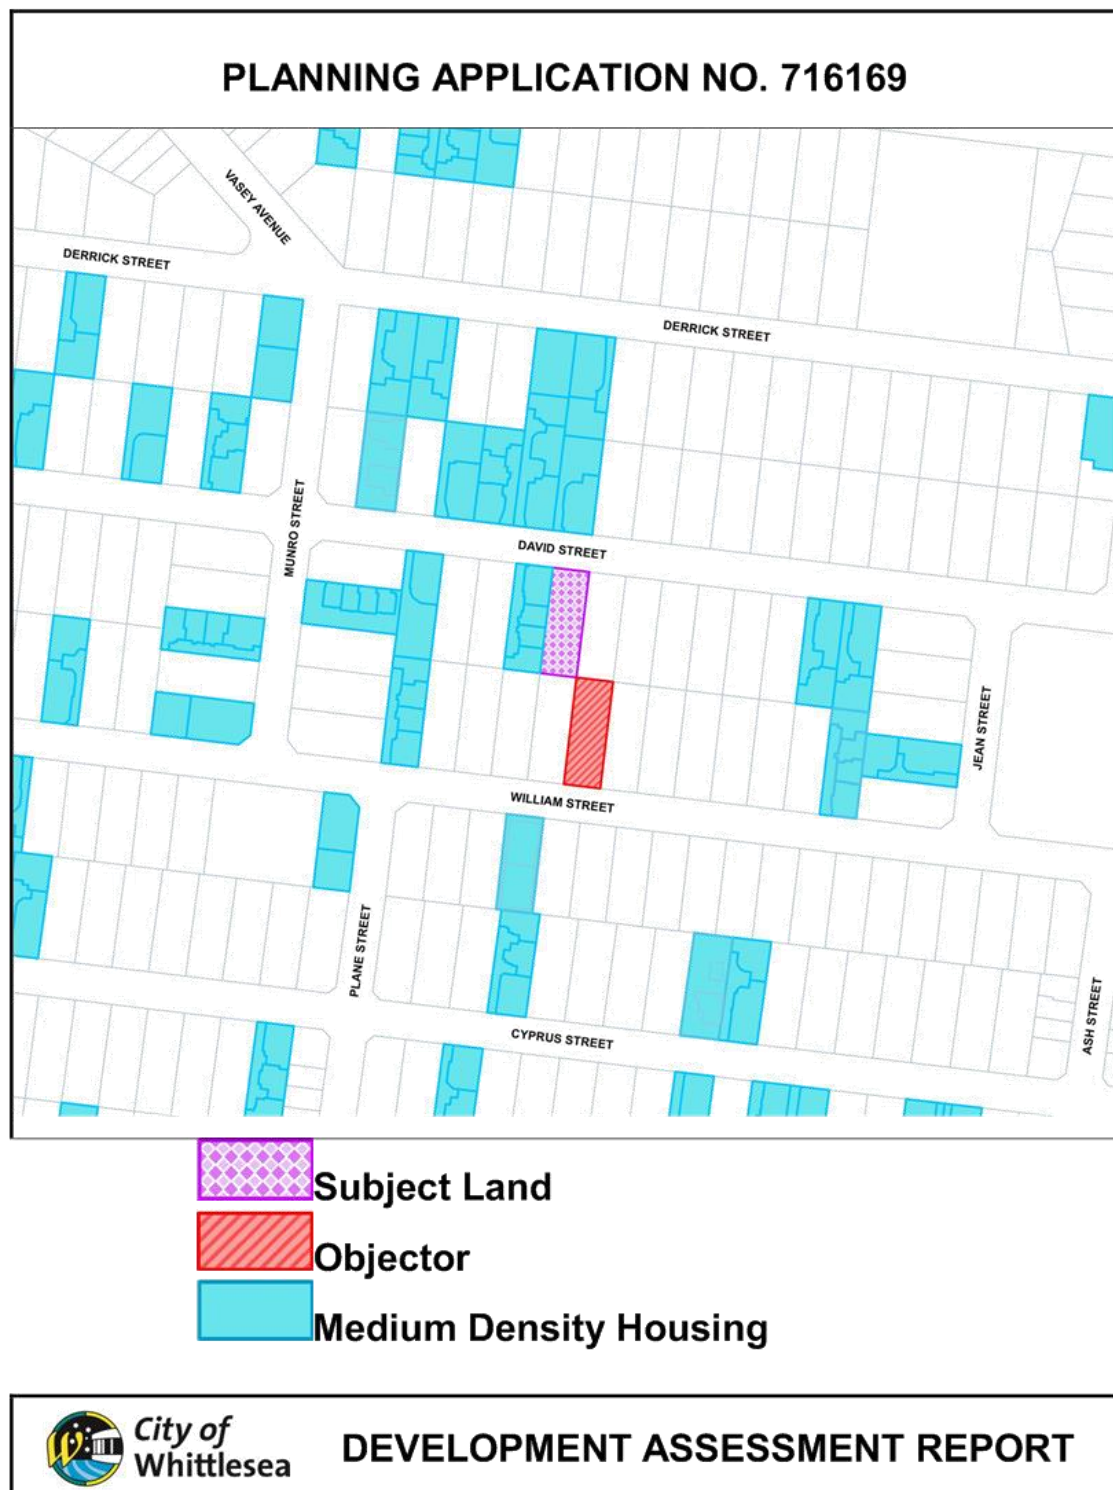 PLANNING APPLICATION NO. 716169
VASEY AVENUE
DERRICK STREET
DERRICK STREET
MUNRO STREET
DAVID STREET
JEAN STREET
WILLIAM STREET
PLANE STREET
ASH STREET
CYPRUS STREET
Subject Land
Objector
Medium Density Housing
City of
Whittlesea
DEVELOPMENT ASSESSMENT REPORT